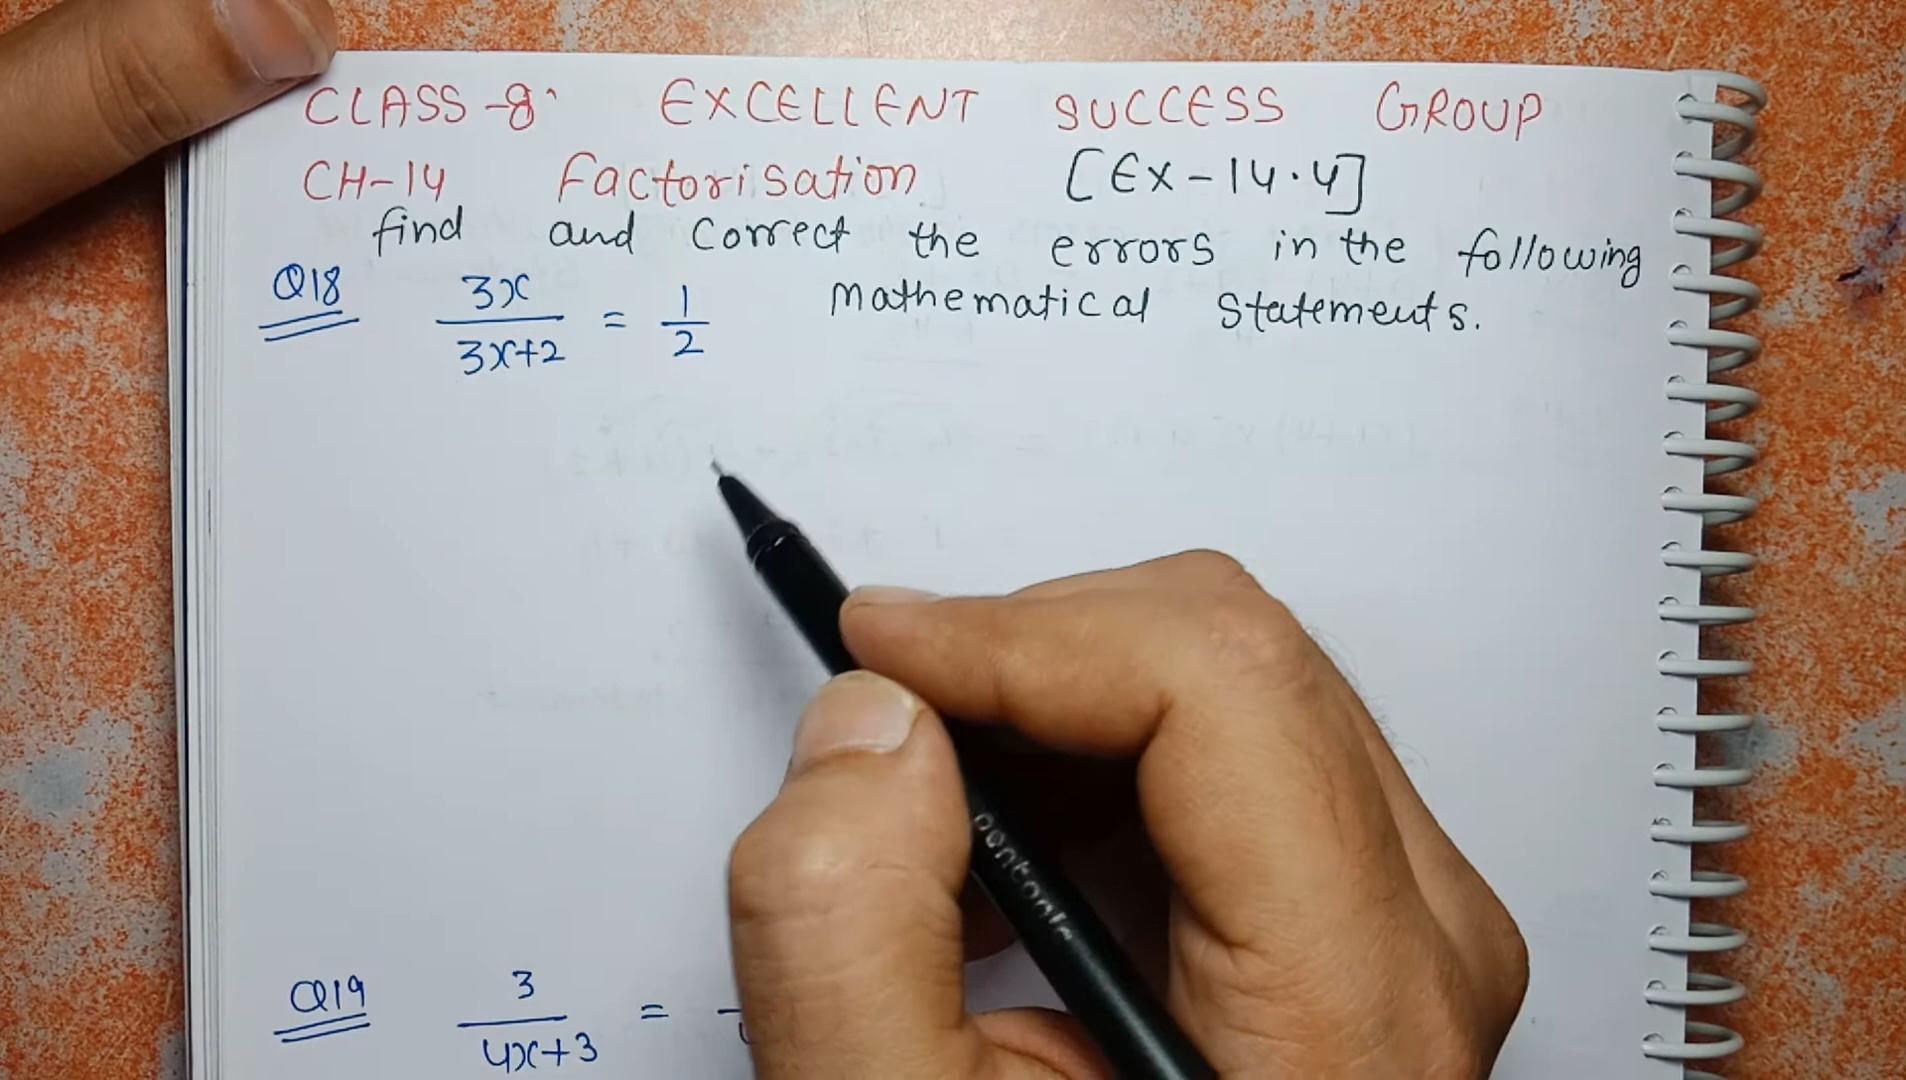 CLASS-8 EXCELLENT SUCCESS GROUP
CH-14 Factorisation [EX-14.4]
find and correct the errors in the following
mathematical statements.
Q18 3x/3x+2 = 1/2
Q19 3/4x+3 =